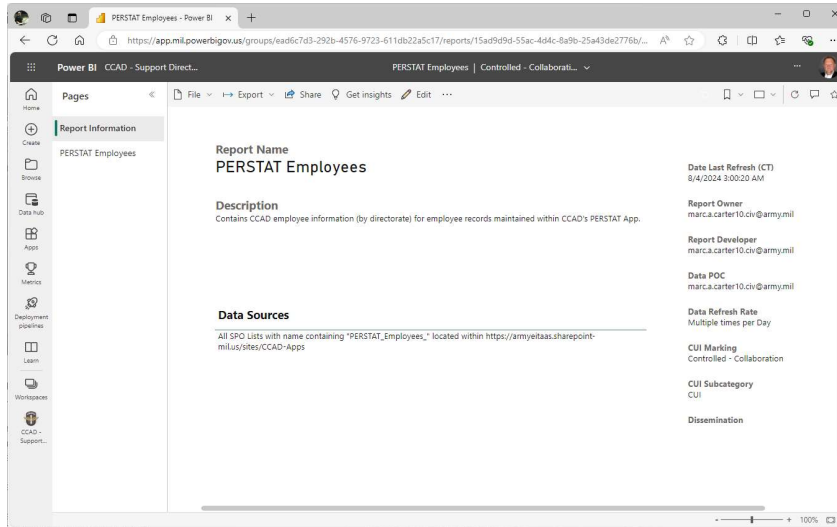 PERSTAT Employees - Power BI
https://app.mil.powerbigov.us/groups/ead6c7d3-292b-4576-9723-611db22a5c17/reports/15ad9d9d-55ac-4d4c-8a9b-25a43de2776b/...
Power BI CCAD - Support Direct...
PERSTAT Employees | Controlled - Collaborati...
Home
Create
Browse
Data hub
Apps
Metrics
Deployment
pipelines
Learn
Workspaces
CCAD -
Support...
Pages
Report Information
PERSTAT Employees
File Export Share Get insights Edit ...
Report Name
PERSTAT Employees
Description
Contains CCAD employee information (by directorate) for employee records maintained within CCAD's PERSTAT App.
Data Sources
All SPO Lists with name containing "PERSTAT_Employees_" located within https://armyeitaas.sharepoint-
mil.us/sites/CCAD-Apps
Date Last Refresh (CT)
8/4/2024 3:00:20 AM
Report Owner
marc.a.carter10.civ@army.mil
Report Developer
marc.a.carter10.civ@army.mil
Data POC
marc.a.carter10.civ@army.mil
Data Refresh Rate
Multiple times per Day
CUI Marking
Controlled - Collaboration
CUI Subcategory
CUI
Dissemination
100%